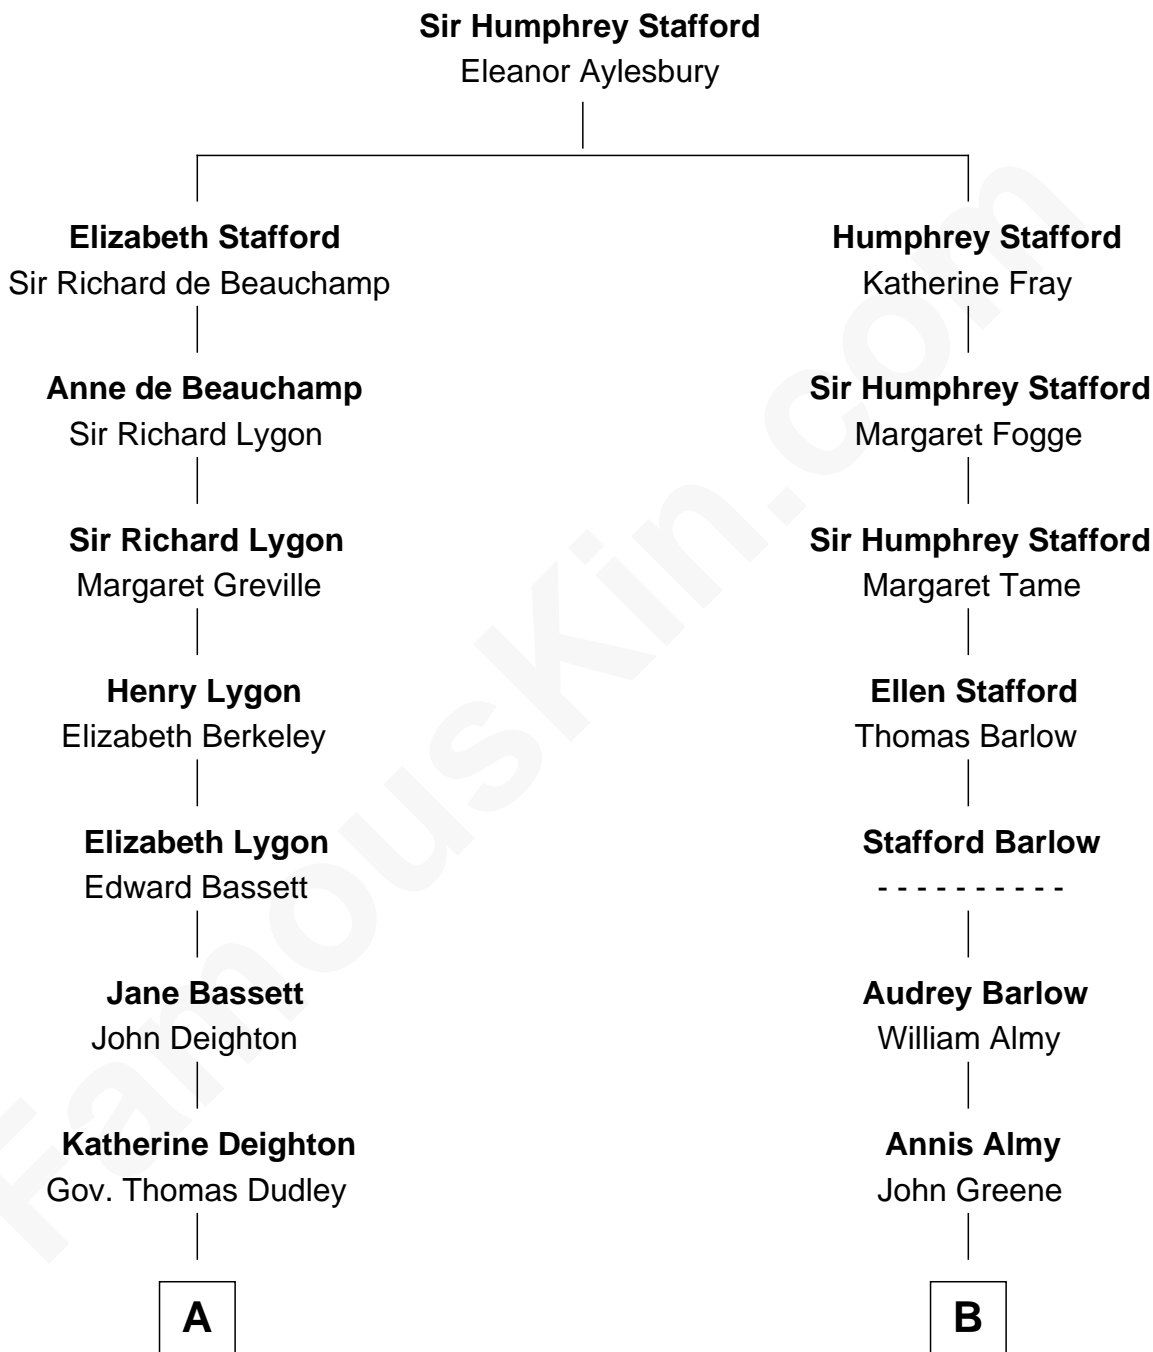 Sir Humphrey Stafford
Eleanor Aylesbury
Elizabeth Stafford
Sir Richard de Beauchamp
Humphrey Stafford
Katherine Fray
Anne de Beauchamp
Sir Richard Lygon
Sir Humphrey Stafford
Margaret Fogge
Sir Richard Lygon
Margaret Greville
Sir Humphrey Stafford
Margaret Tame
Henry Lygon
Elizabeth Berkeley
Ellen Stafford
Thomas Barlow
Elizabeth Lygon
Edward Bassett
Stafford Barlow
- - - - - - - - - -
Jane Bassett
John Deighton
Audrey Barlow
William Almy
Katherine Deighton
Gov. Thomas Dudley
Annis Almy
John Greene
A
B
FamousKin.com